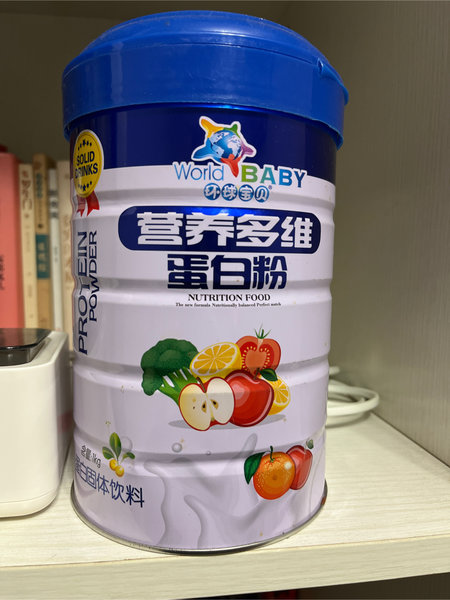 SOLID
DRINKS
World BABY
环球宝贝®
营养多维
蛋白粉
NUTRITION FOOD
The new formula Nutritionally balanced Perfect match
PROTEIN
POWDER
含量:1kg
蛋白固体饮料